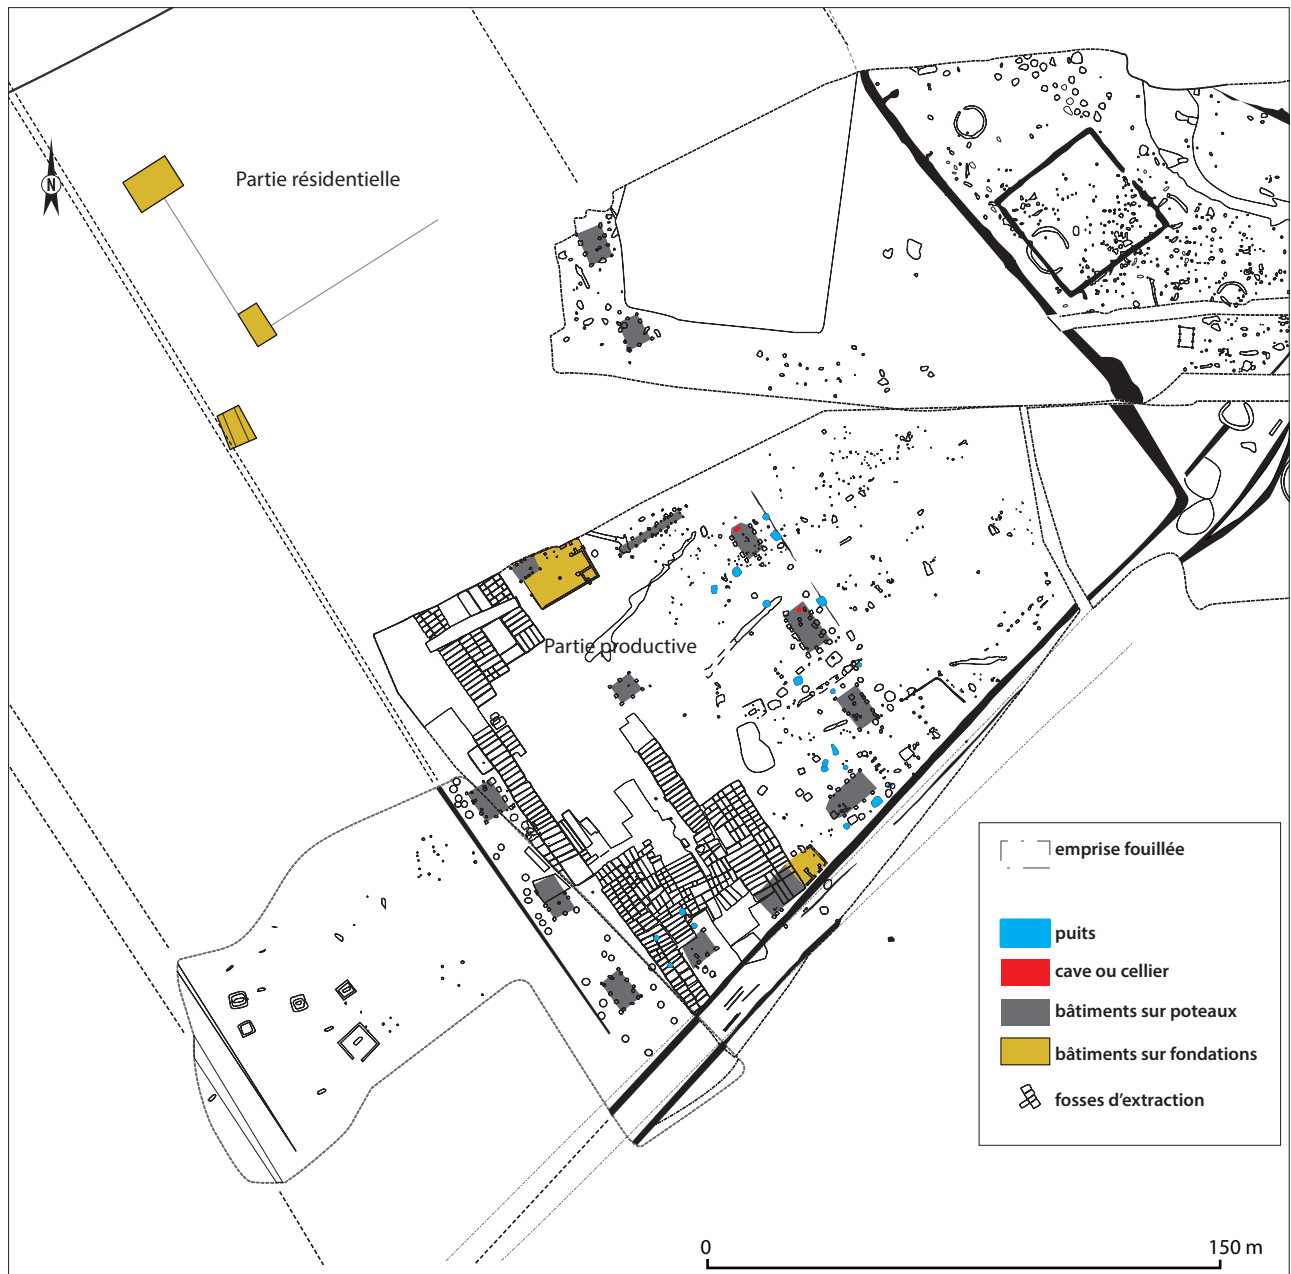 N
Partie résidentielle
Partie productive
emprise fouillée
puits
cave ou cellier
bâtiments sur poteaux
bâtiments sur fondations
fosses d’extraction
0
150 m